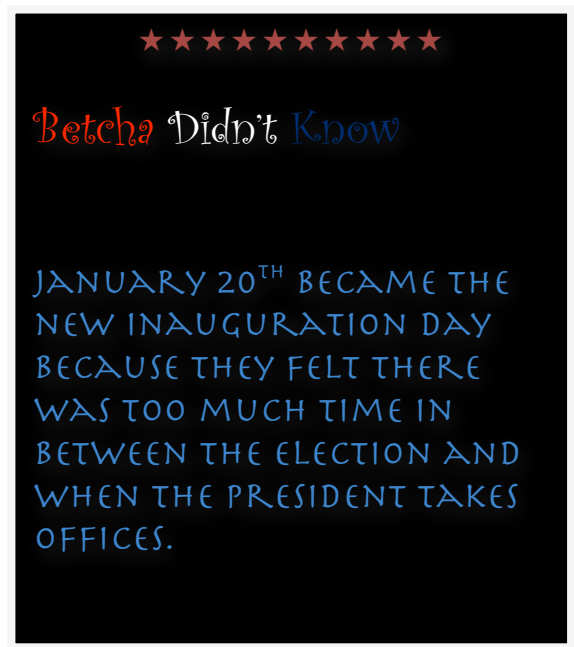 Betcha Didn't Know
January 20th became the
new inauguration day
because they felt there
was too much time in
between the election and
when the president takes
offices.